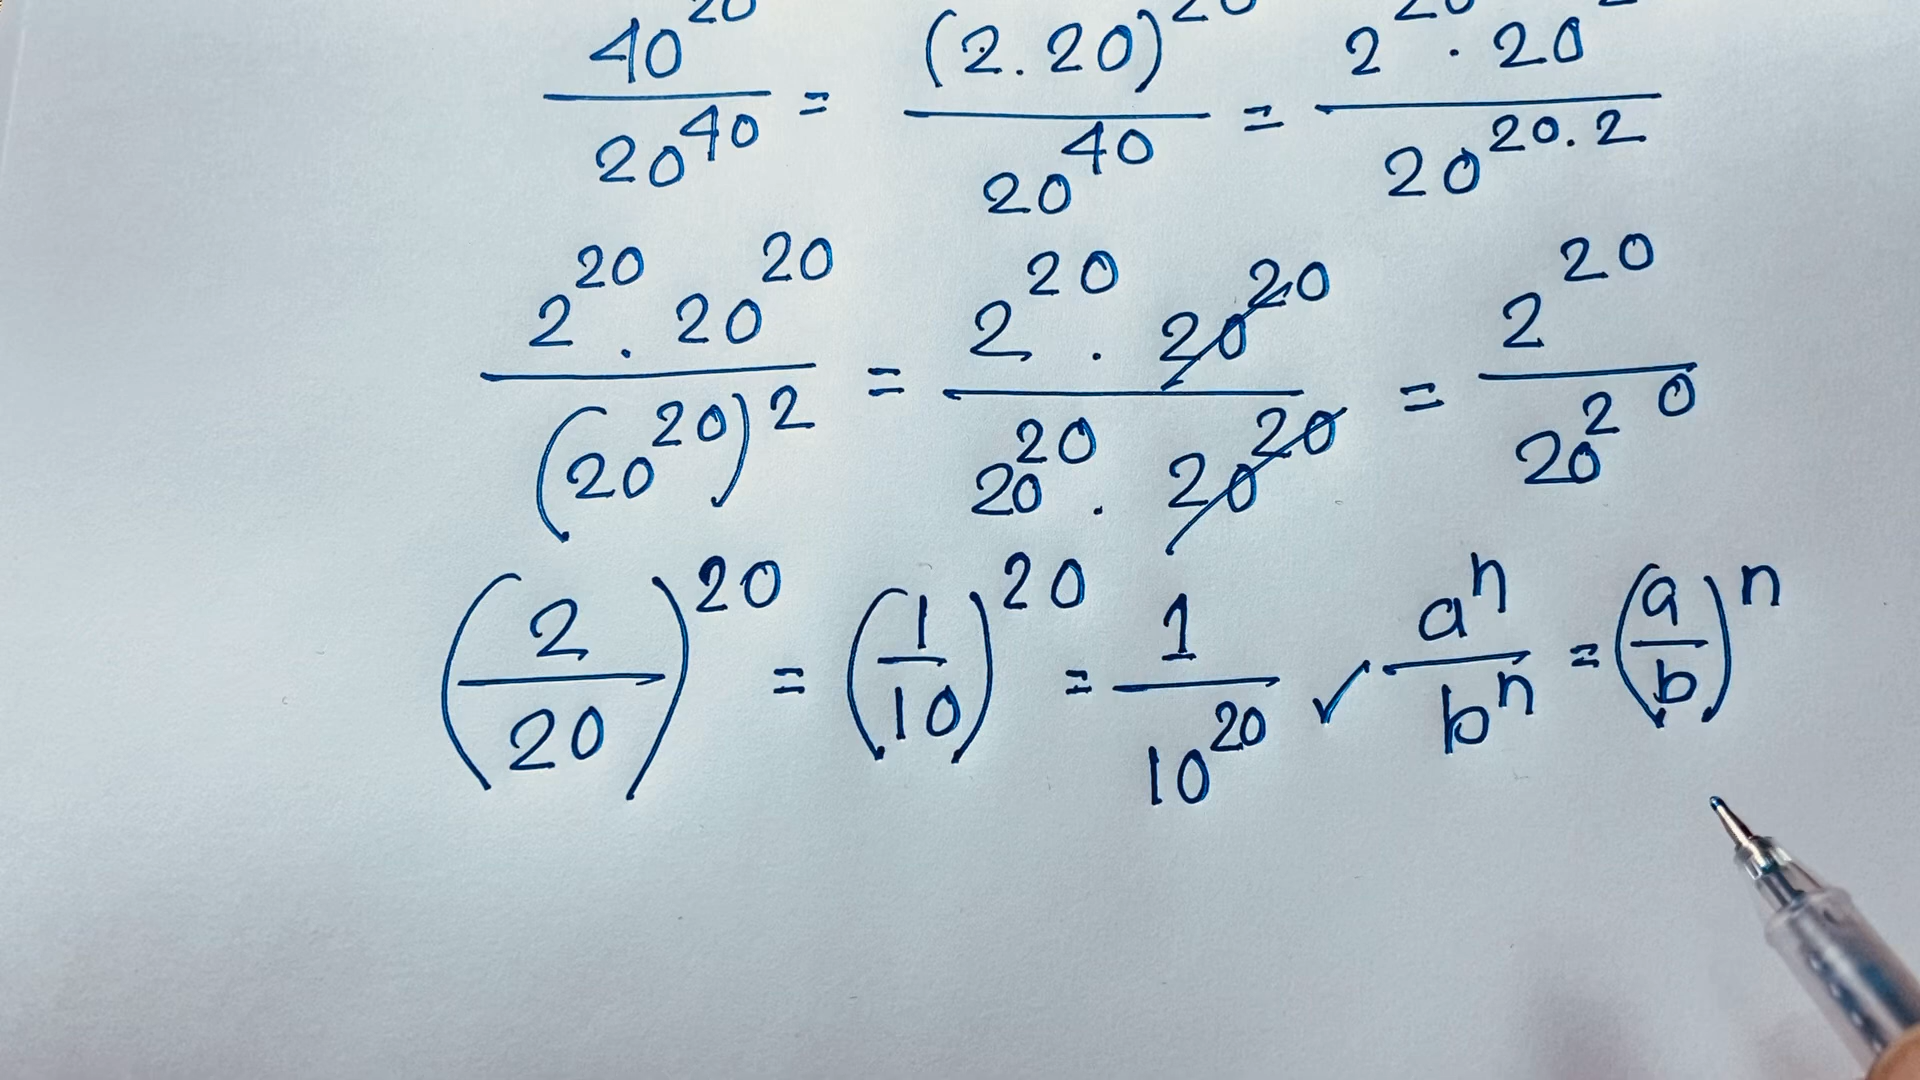 40^20 / 20^40 = (2.20)^20 / 20^40 = 2^20 . 20^2 / 20^20.2
2^20 . 20^20 / (20^20)^2 = 2^20 . 20^20 / 20^20 . 20^20 = 2^20 / 20^20
(2/20)^20 = (1/10)^20 = 1/10^20 ✓ a^n / b^n = (a/b)^n